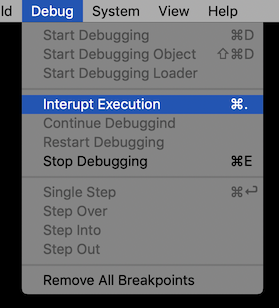 ld Debug System View Help
Start Debugging ⌘D
Start Debugging Object ⇧⌘D
Start Debugging Loader
Interupt Execution ⌘.
Continue Debuggind
Restart Debugging
Stop Debugging ⌘E
Single Step ⌘↩
Step Over
Step Into
Step Out
Remove All Breakpoints